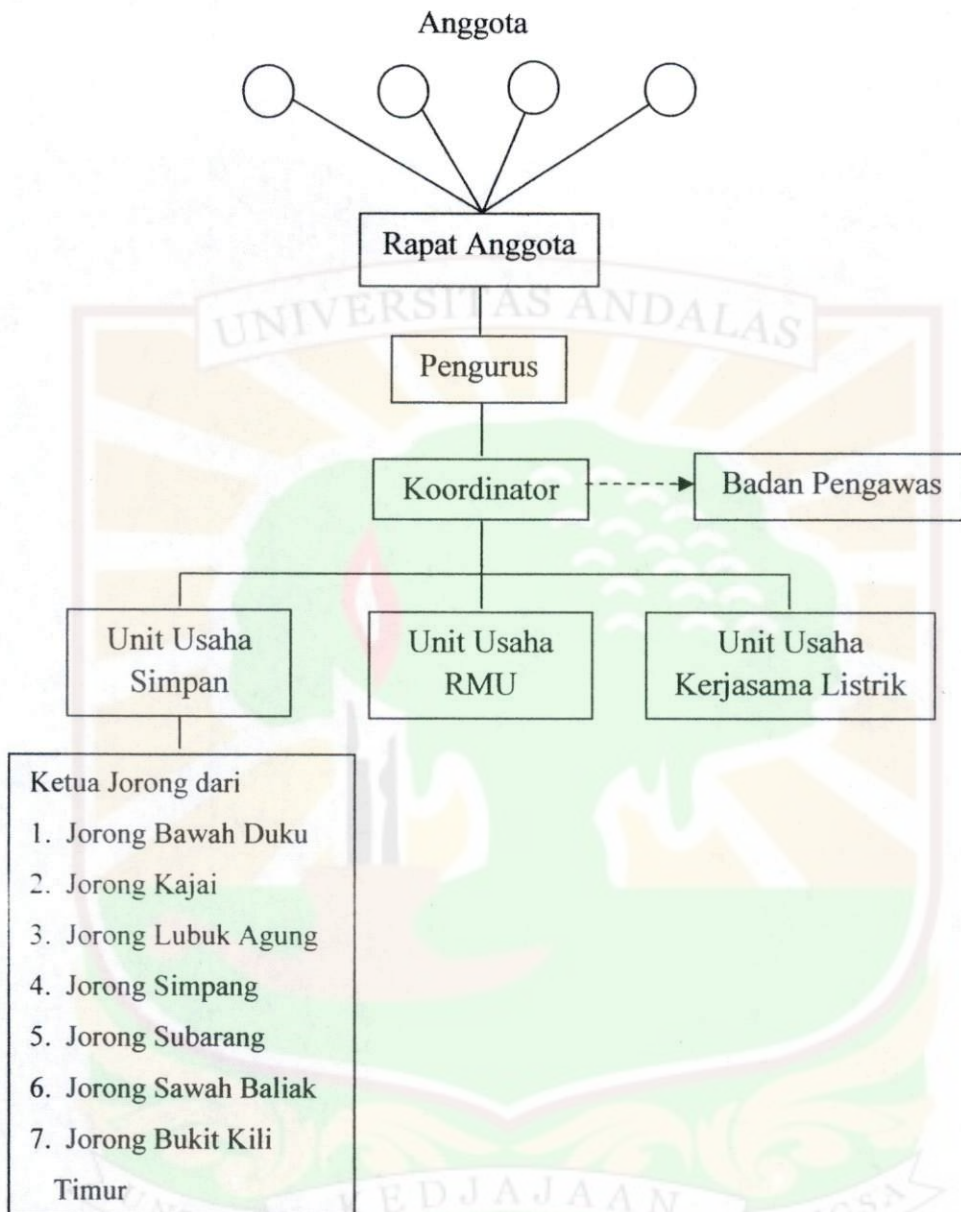 Anggota
Rapat Anggota
UNIVERSITAS ANDALAS
Pengurus
Koordinator
Badan Pengawas
Unit Usaha
Simpan
Unit Usaha
RMU
Unit Usaha
Kerjasama Listrik
Ketua Jorong dari
1. Jorong Bawah Duku
2. Jorong Kajai
3. Jorong Lubuk Agung
4. Jorong Simpang
5. Jorong Subarang
6. Jorong Sawah Baliak
7. Jorong Bukit Kili
Timur
KEDJAJAAN